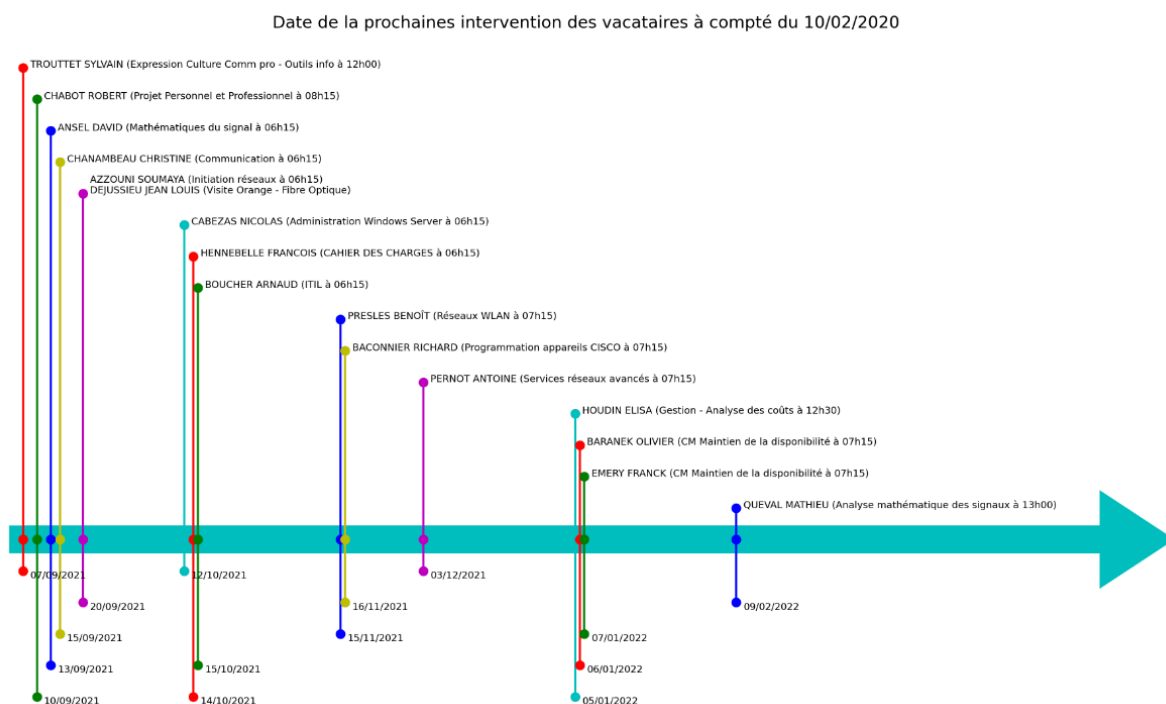 Date de la prochaines intervention des vacataires à compté du 10/02/2020
TROUTTET SYLVAIN (Expression Culture Comm pro - Outils info à 12h00)
CHABOT ROBERT (Projet Personnel et Professionnel à 08h15)
ANSEL DAVID (Mathématiques du signal à 06h15)
CHANAMBEAU CHRISTINE (Communication à 06h15)
AZZOUNI SOUMAYA (Initiation réseaux à 06h15)
DEJUSSIEU JEAN LOUIS (Visite Orange - Fibre Optique)
CABEZAS NICOLAS (Administration Windows Server à 06h15)
HENNEBELLE FRANCOIS (CAHIER DES CHARGES à 06h15)
BOUCHER ARNAUD (ITIL à 06h15)
PRESLES BENOÎT (Réseaux WLAN à 07h15)
BACONNIER RICHARD (Programmation appareils CISCO à 07h15)
PERNOT ANTOINE (Services réseaux avancés à 07h15)
HOUDIN ELISA (Gestion - Analyse des coûts à 12h30)
BARANEK OLIVIER (CM Maintien de la disponibilité à 07h15)
EMERY FRANCK (CM Maintien de la disponibilité à 07h15)
QUEVAL MATHIEU (Analyse mathématique des signaux à 13h00)
07/09/2021
12/10/2021
03/12/2021
20/09/2021
16/11/2021
09/02/2022
15/09/2021
15/11/2021
07/01/2022
13/09/2021
15/10/2021
06/01/2022
10/09/2021
14/10/2021
05/01/2022